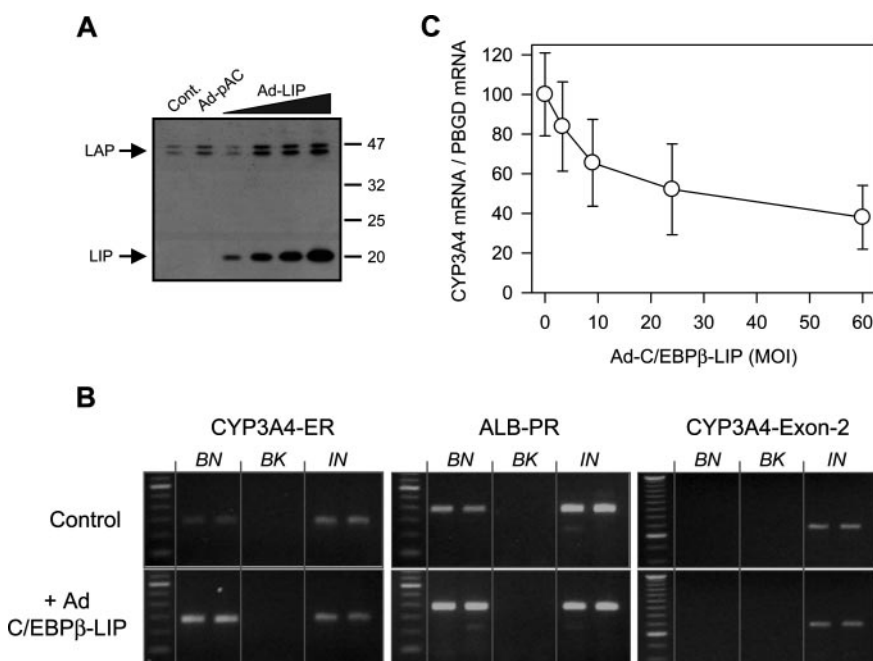 A
Cont.
Ad-pAC
Ad-LIP
LAP
LIP
47
32
25
20
C
CYP3A4 mRNA / PBGD mRNA
120
100
80
60
40
20
0
0 10 20 30 40 50 60
Ad-C/EBPβ-LIP (MOI)
B
CYP3A4-ER ALB-PR CYP3A4-Exon-2
BN BK IN BN BK IN BN BK IN
Control
+ Ad
C/EBPβ-LIP